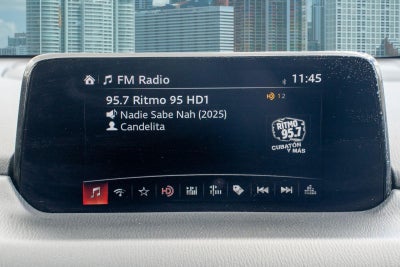 FM Radio
11:45
95.7 Ritmo 95 HD1
12
Nadie Sabe Nah (2025)
Candelita
RITMO
95.7
CUBATÓN
Y MÁS